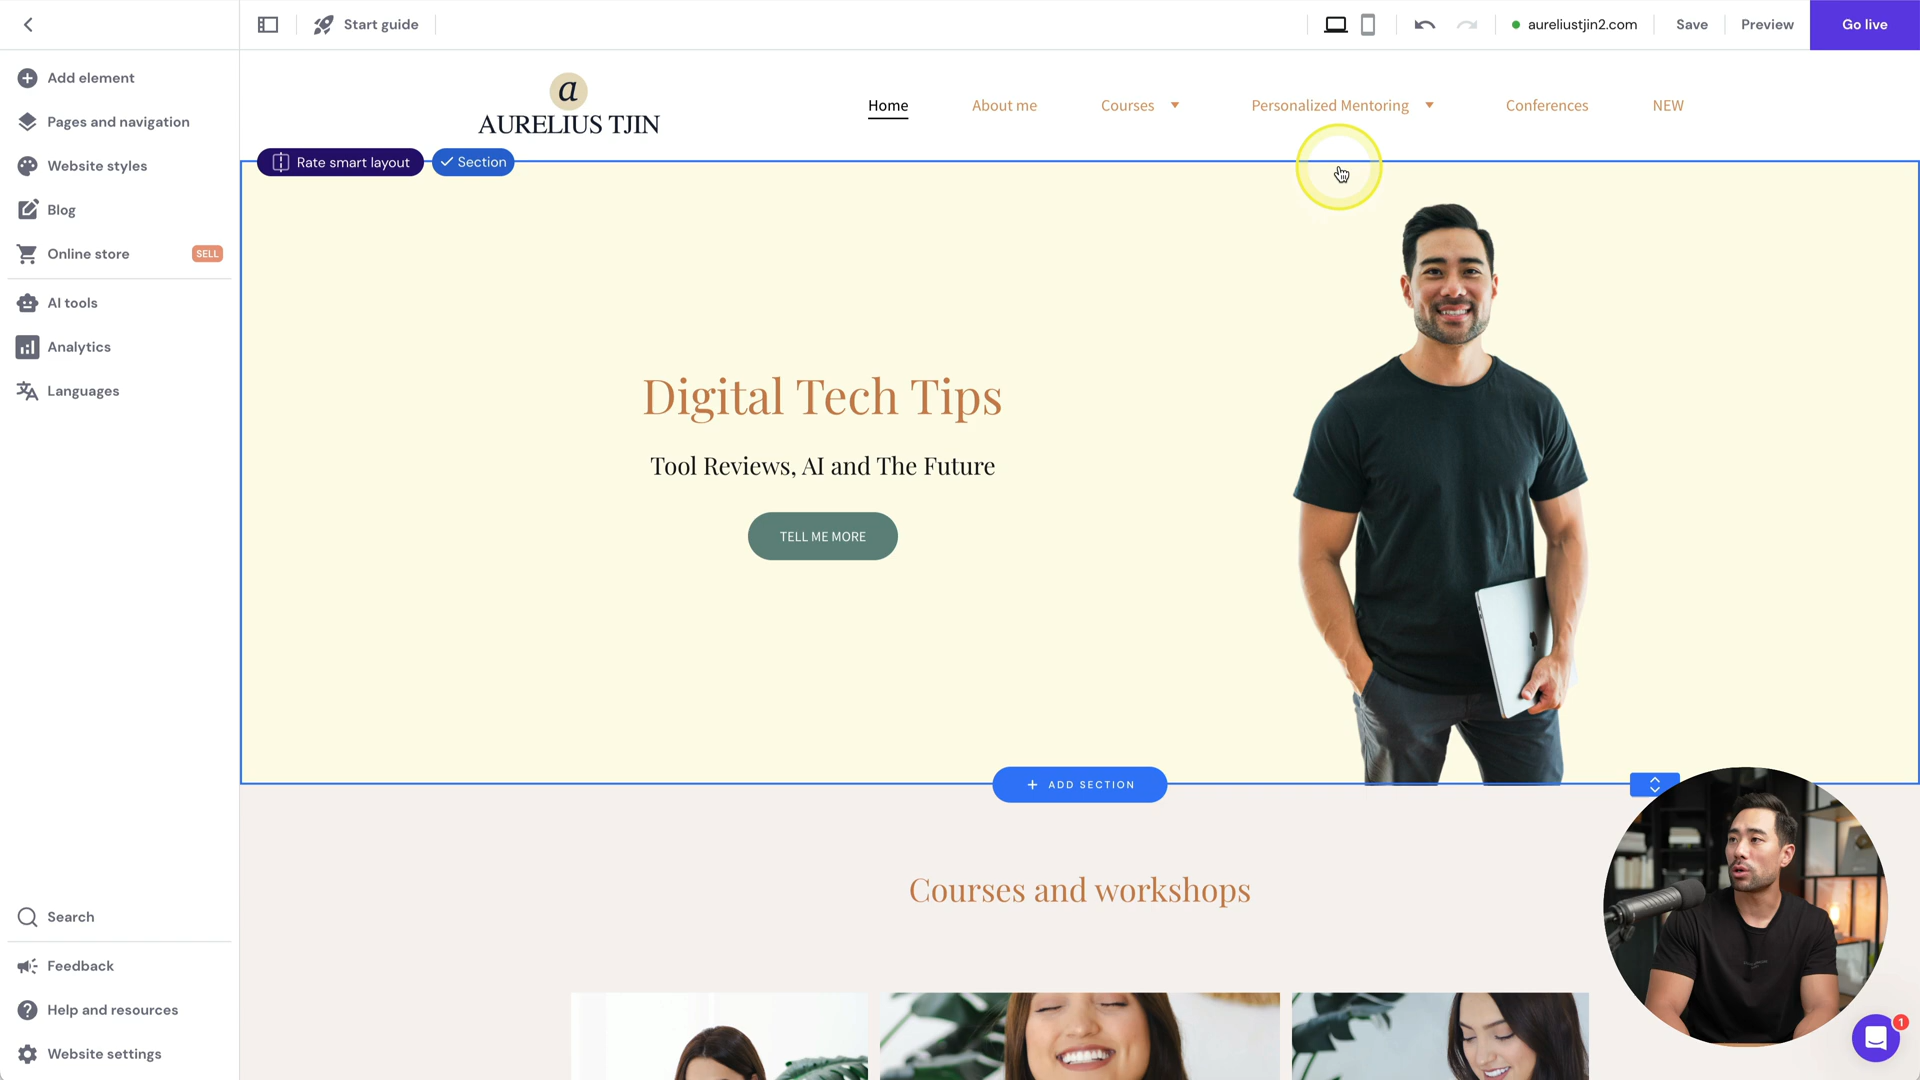 Start guide
aureliustjin2.com
Save
Preview
Go live
Add element
Pages and navigation
Website styles
Blog
Online store
SELL
AI tools
Analytics
Languages
Search
Feedback
Help and resources
Website settings
a
AURELIUS TJIN
Home
About me
Courses
Personalized Mentoring
Conferences
NEW
Rate smart layout
Section
Digital Tech Tips
Tool Reviews, AI and The Future
TELL ME MORE
+ ADD SECTION
Courses and workshops
1